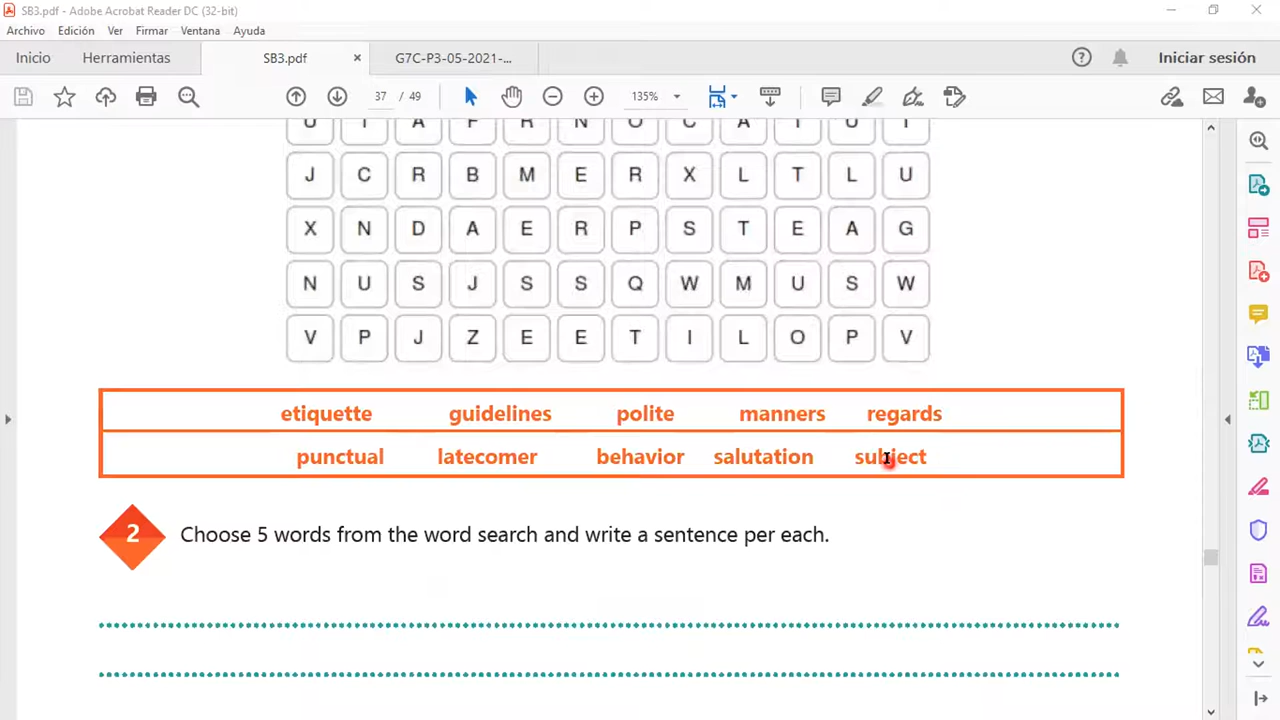 SB3.pdf - Adobe Acrobat Reader DC (32-bit)
Archivo Edición Ver Firmar Ventana Ayuda
Inicio Herramientas SB3.pdf × G7C-P3-05-2021-... Iniciar sesión
37 / 49 135%
J C R B M E R X L T L U
X N D A E R P S T E A G
N U S J S S Q W M U S W
V P J Z E E T I L O P V
etiquette guidelines polite manners regards
punctual latecomer behavior salutation subject
2 Choose 5 words from the word search and write a sentence per each.